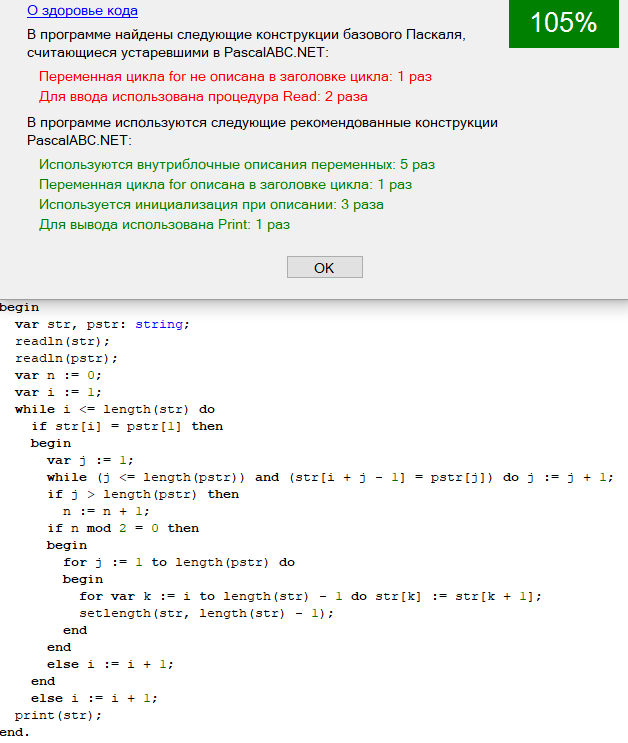 О здоровье кода
105%
В программе найдены следующие конструкции базового Паскаля,
считающиеся устаревшими в PascalABC.NET:
Переменная цикла for не описана в заголовке цикла: 1 раз
Для ввода использована процедура Read: 2 раза
В программе используются следующие рекомендованные конструкции
PascalABC.NET:
Используются внутриблочные описания переменных: 5 раз
Переменная цикла for описана в заголовке цикла: 1 раз
Используется инициализация при описании: 3 раза
Для вывода использована Print: 1 раз
OK
begin
  var str, pstr: string;
  readln(str);
  readln(pstr);
  var n := 0;
  var i := 1;
  while i <= length(str) do
    if str[i] = pstr[1] then
    begin
      var j := 1;
      while (j <= length(pstr)) and (str[i + j - 1] = pstr[j]) do j := j + 1;
      if j > length(pstr) then
        n := n + 1;
      if n mod 2 = 0 then
      begin
        for j := 1 to length(pstr) do
        begin
          for var k := i to length(str) - 1 do str[k] := str[k + 1];
          setlength(str, length(str) - 1);
        end
      end
      else i := i + 1;
    end
    else i := i + 1;
  print(str);
end.